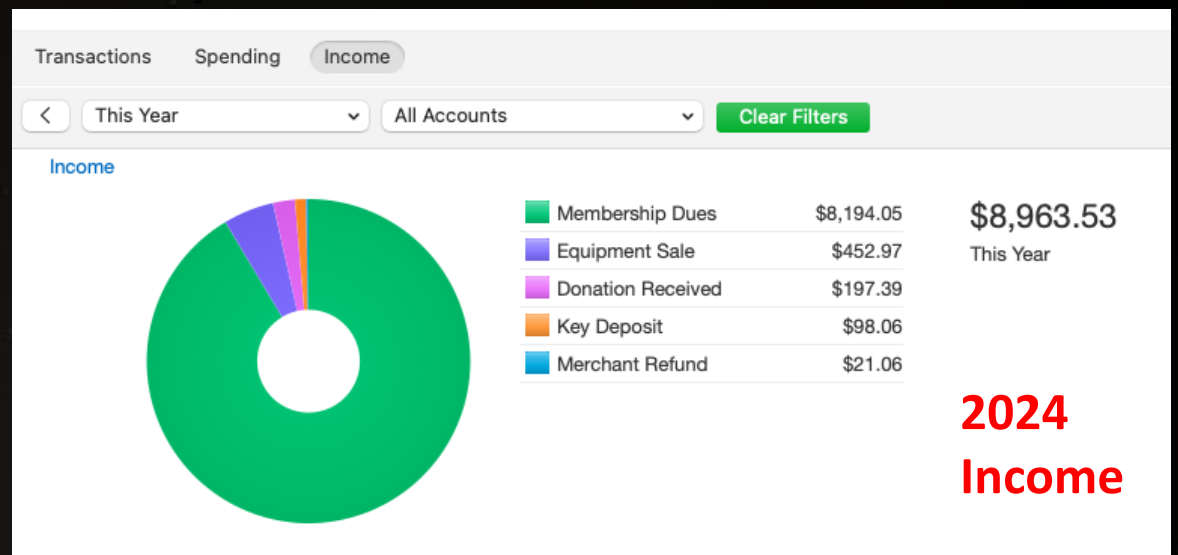 Transactions Spending Income
< This Year All Accounts Clear Filters
Income
Membership Dues $8,194.05
Equipment Sale $452.97
Donation Received $197.39
Key Deposit $98.06
Merchant Refund $21.06
$8,963.53
This Year
2024
Income